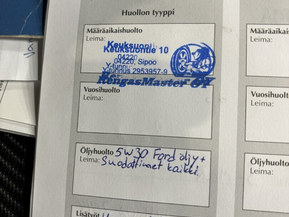 Huollon tyyppi
Määräaikaishuolto
Leima:
Keuksuontie 10
04220, Sipoo
Y-tunnus 2953957-9
RengasMaster OY
Vuosihuolto
Leima:
Vuosihuolto
Leima:
Öljyhuolto 5W30 Ford öljy +
Leima: Suodattimet kaikki.
Öljyhuolto
Leima:
Lisätyöt